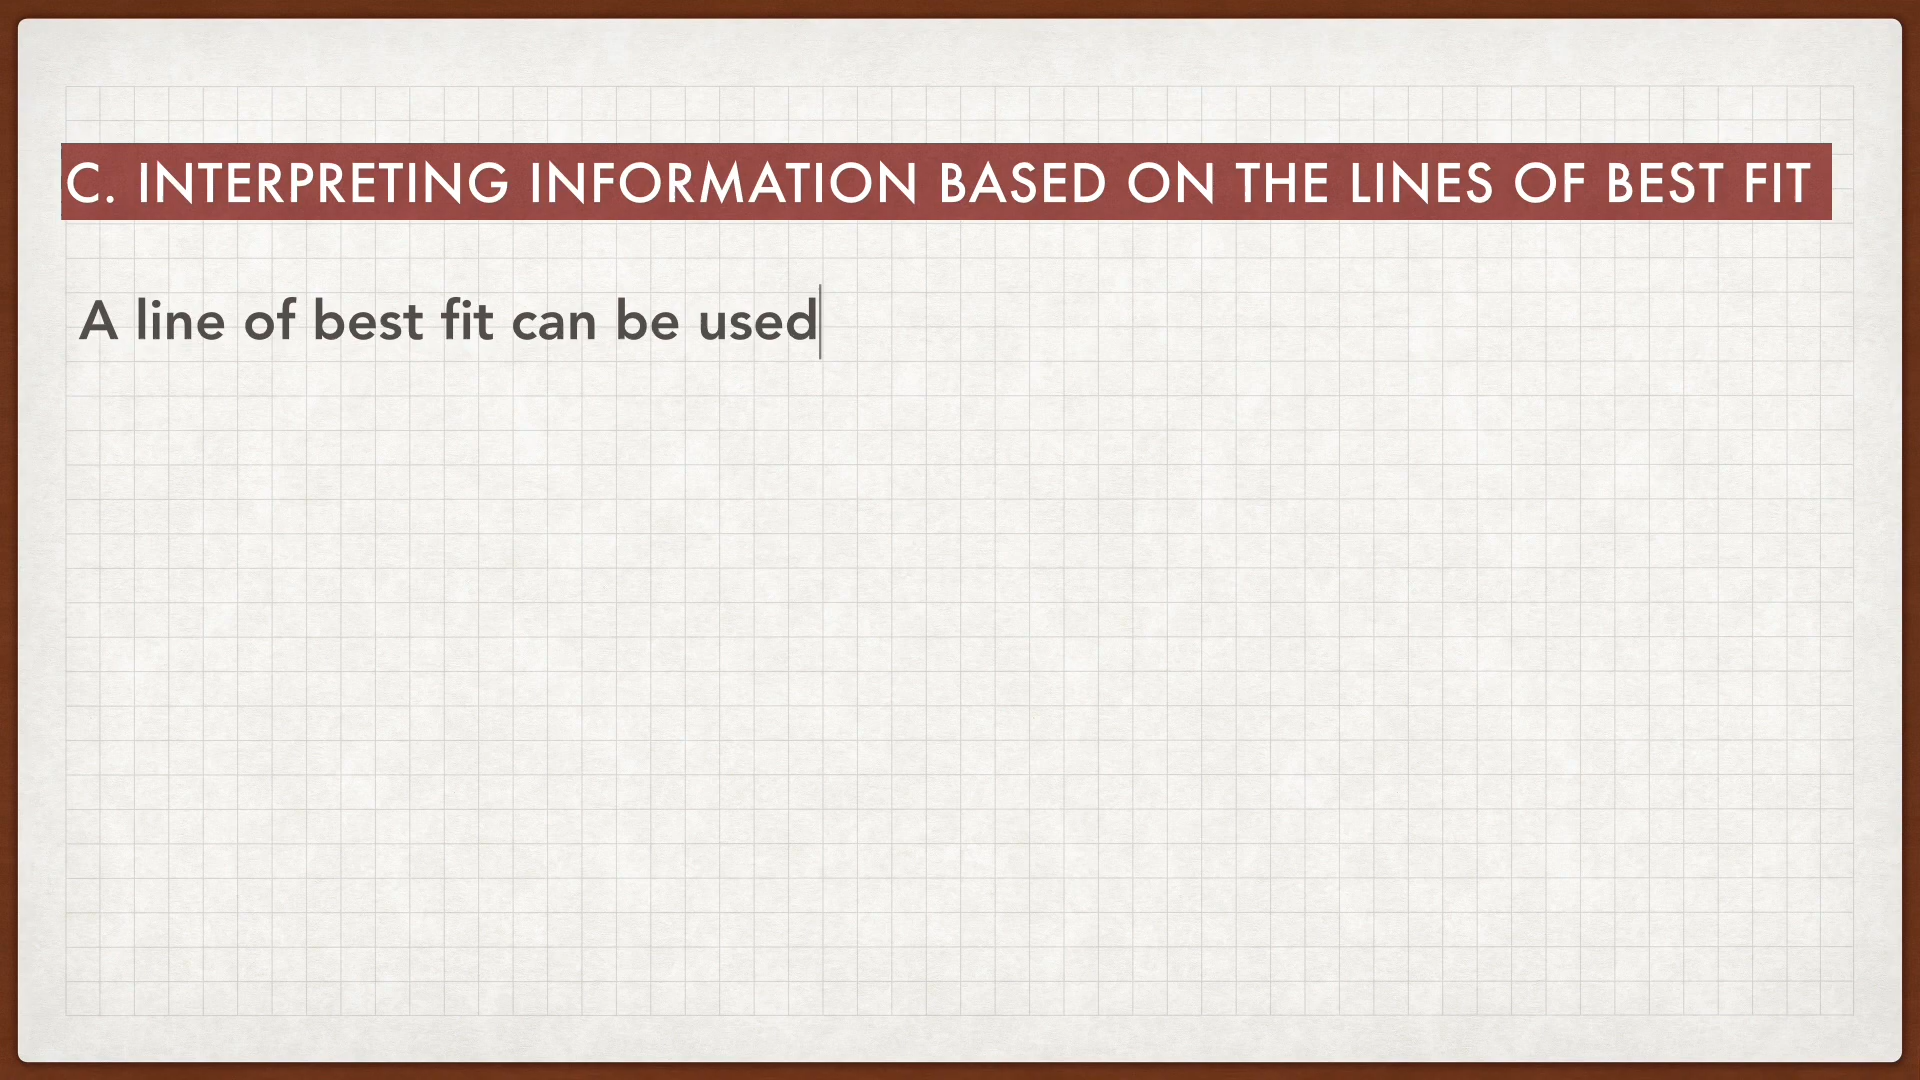 C. INTERPRETING INFORMATION BASED ON THE LINES OF BEST FIT
A line of best fit can be used